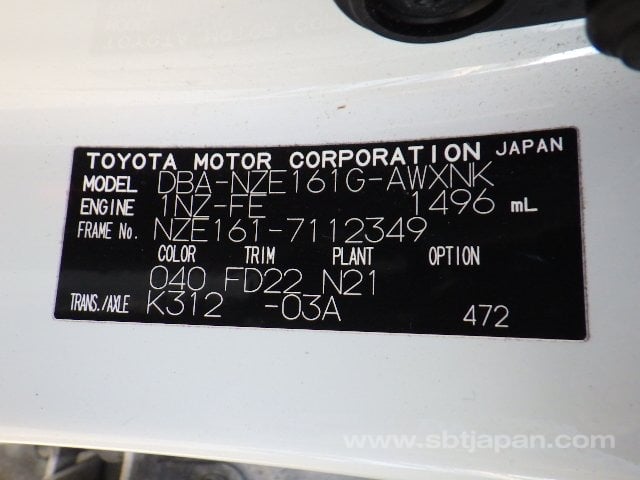 TOYOTA MOTOR CORPORATION JAPAN
MODEL DBA-NZE161G-AWXNK
ENGINE 1NZ-FE 1496 mL
FRAME No. NZE161-7112349
COLOR TRIM PLANT OPTION
040 FD22 N21
TRANS./AXLE K312 -03A 472
www.sbtjapan.com